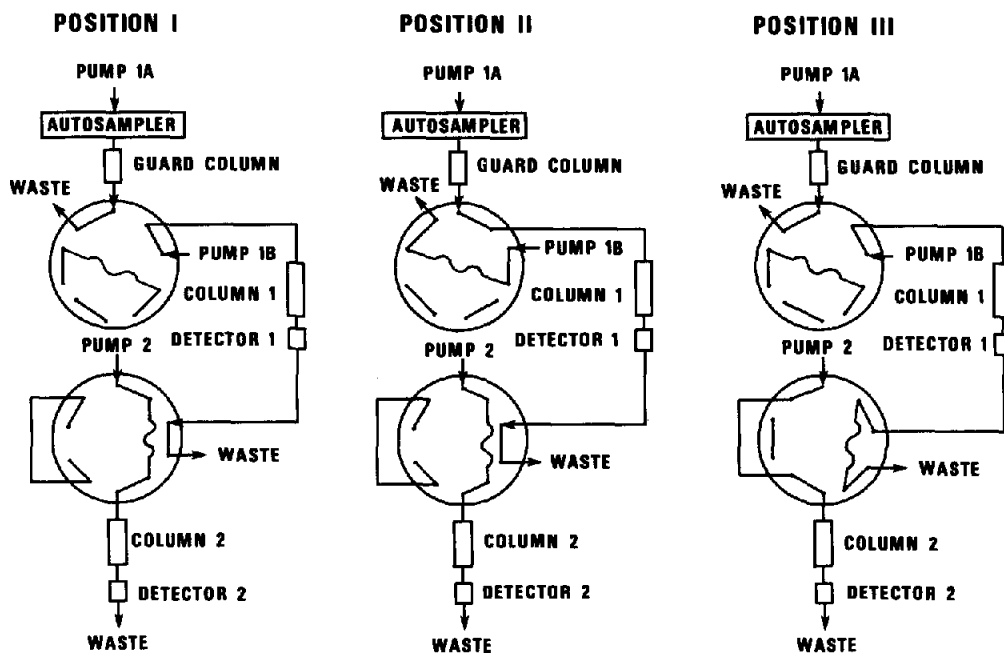 POSITION I
PUMP 1A
AUTOSAMPLER
GUARD COLUMN
WASTE
PUMP 1B
COLUMN 1
DETECTOR 1
PUMP 2
WASTE
COLUMN 2
DETECTOR 2
WASTE
POSITION II
PUMP 1A
AUTOSAMPLER
GUARD COLUMN
WASTE
PUMP 1B
COLUMN 1
DETECTOR 1
PUMP 2
WASTE
COLUMN 2
DETECTOR 2
WASTE
POSITION III
PUMP 1A
AUTOSAMPLER
GUARD COLUMN
WASTE
PUMP 1B
COLUMN 1
DETECTOR 1
PUMP 2
WASTE
COLUMN 2
DETECTOR 2
WASTE